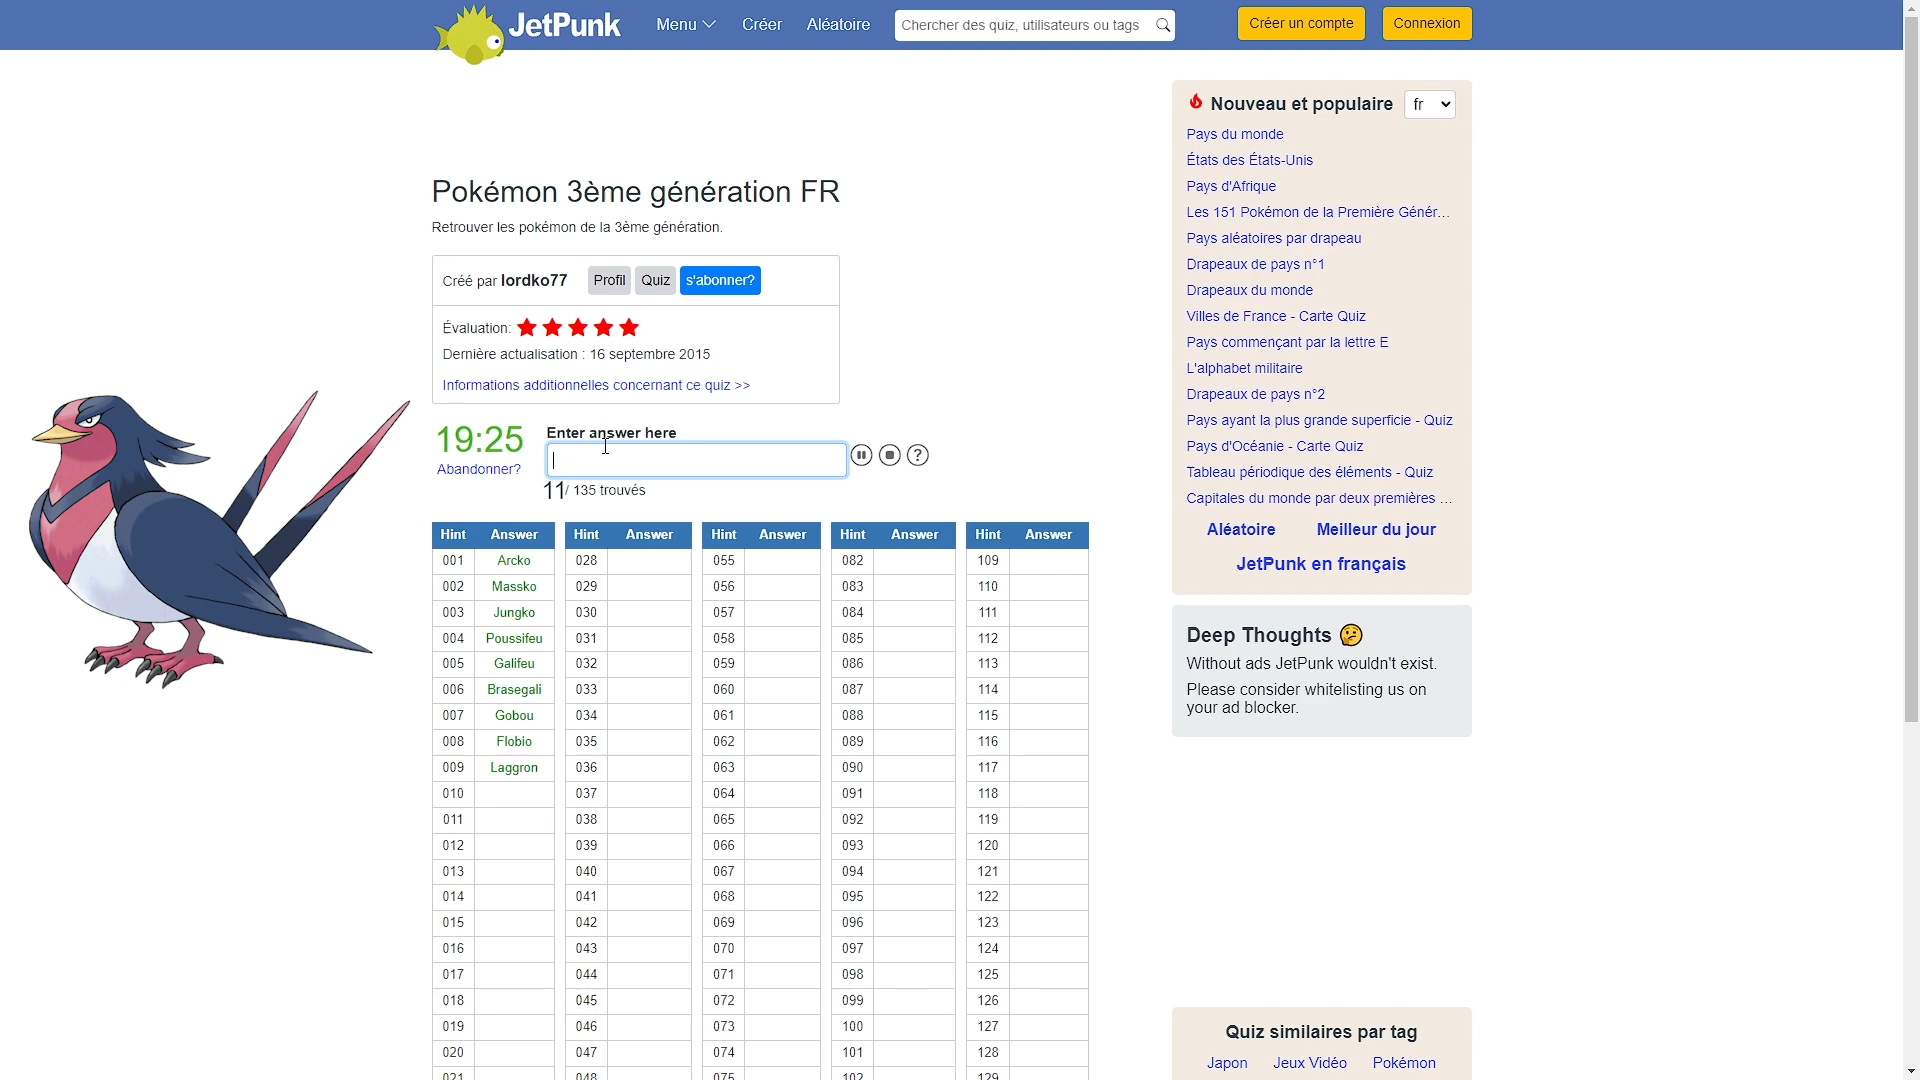 JetPunk
Menu
Créer
Aléatoire
Chercher des quiz, utilisateurs ou tags
Créer un compte
Connexion
Pokémon 3ème génération FR
Retrouver les pokémon de la 3ème génération.
Créé par lordko77 Profil Quiz s'abonner?
Évaluation:
Dernière actualisation : 16 septembre 2015
Informations additionnelles concernant ce quiz >>
19:25
Abandonner?
Enter answer here
11/ 135 trouvés
Hint Answer Hint Answer Hint Answer Hint Answer Hint Answer
001 Arcko 028 055 082 109
002 Massko 029 056 083 110
003 Jungko 030 057 084 111
004 Poussifeu 031 058 085 112
005 Galifeu 032 059 086 113
006 Brasegali 033 060 087 114
007 Gobou 034 061 088 115
008 Flobio 035 062 089 116
009 Laggron 036 063 090 117
010 037 064 091 118
011 038 065 092 119
012 039 066 093 120
013 040 067 094 121
014 041 068 095 122
015 042 069 096 123
016 043 070 097 124
017 044 071 098 125
018 045 072 099 126
019 046 073 100 127
020 047 074 101 128
021 048 075 102 129
Nouveau et populaire fr
Pays du monde
États des États-Unis
Pays d'Afrique
Les 151 Pokémon de la Première Génér...
Pays aléatoires par drapeau
Drapeaux de pays n°1
Drapeaux du monde
Villes de France - Carte Quiz
Pays commençant par la lettre E
L'alphabet militaire
Drapeaux de pays n°2
Pays ayant la plus grande superficie - Quiz
Pays d'Océanie - Carte Quiz
Tableau périodique des éléments - Quiz
Capitales du monde par deux premières ...
Aléatoire Meilleur du jour
JetPunk en français
Deep Thoughts
Without ads JetPunk wouldn't exist.
Please consider whitelisting us on
your ad blocker.
Quiz similaires par tag
Japon Jeux Vidéo Pokémon